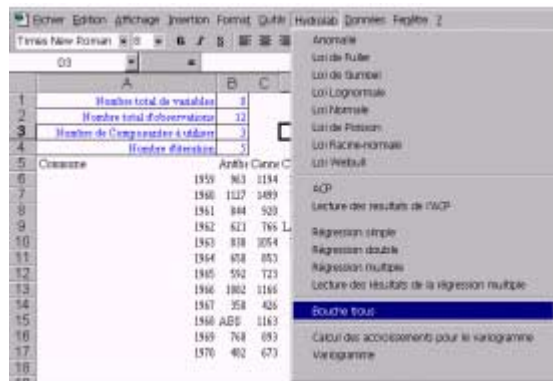 Fichier Edition Affichage Insertion Format Outils Hydrolab Données Fenêtre ?
Times New Roman 8 G I S
D3 =
A B C
1 Nombre total de variables 8
2 Nombre total d'observations 12
3 Nombre de Composantes à utiliser 3
4 Nombre d'itération 5
5 Commune Anthé Canne C
6 1959 963 1194
7 1960 1127 1499
8 1961 844 920
9 1962 621 766 L
10 1963 838 1054
11 1964 658 853
12 1965 592 723
13 1966 1002 1166
14 1967 358 426
15 1968 ABS 1163
16 1969 768 893
17 1970 402 673
18
Anomalie
Loi de Fuller
Loi de Gumbel
Loi Lognormale
Loi Normale
Loi de Poisson
Loi Racine-normale
Loi Weibull
ACP
Lecture des résultats de l'ACP
Régression simple
Régression double
Régression multiple
Lecture des résultats de la régression multiple
Bouche trous
Calcul des accroissements pour le variogramme
Variogramme